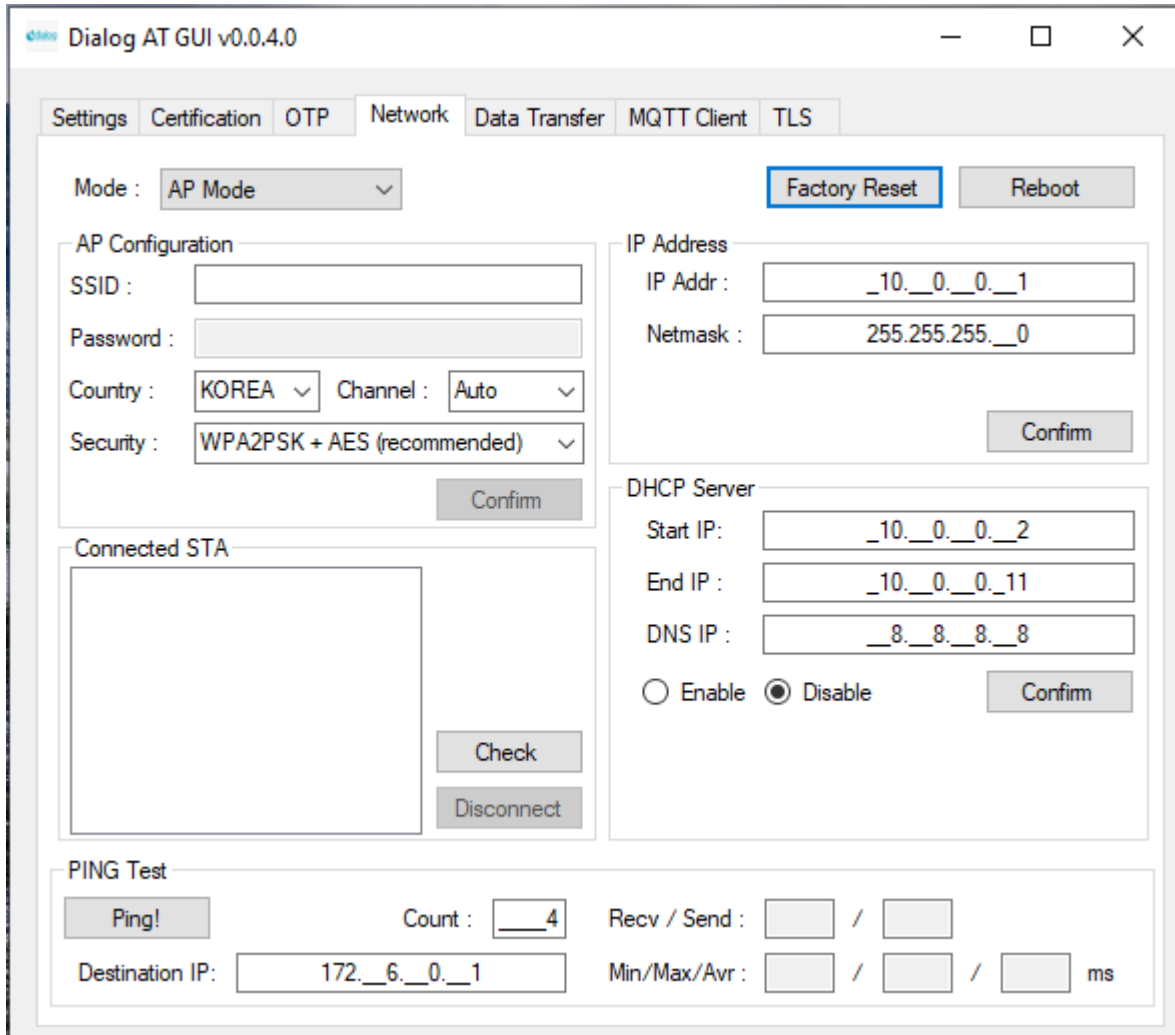 dialog Dialog AT GUI v0.0.4.0
Settings Certification OTP Network Data Transfer MQTT Client TLS
Mode : AP Mode
Factory Reset Reboot
AP Configuration
SSID :
Password :
Country : KOREA Channel : Auto
Security : WPA2PSK + AES (recommended)
Confirm
IP Address
IP Addr : _10.__0.__0.__1
Netmask : 255.255.255.__0
Confirm
Connected STA
Check
Disconnect
DHCP Server
Start IP: _10.__0.__0.__2
End IP : _10.__0.__0._11
DNS IP : __8.__8.__8.__8
Enable Disable Confirm
PING Test
Ping! Count : ____4 Recv / Send : /
Destination IP: 172.__6.__0.__1 Min/Max/Avr : / / ms